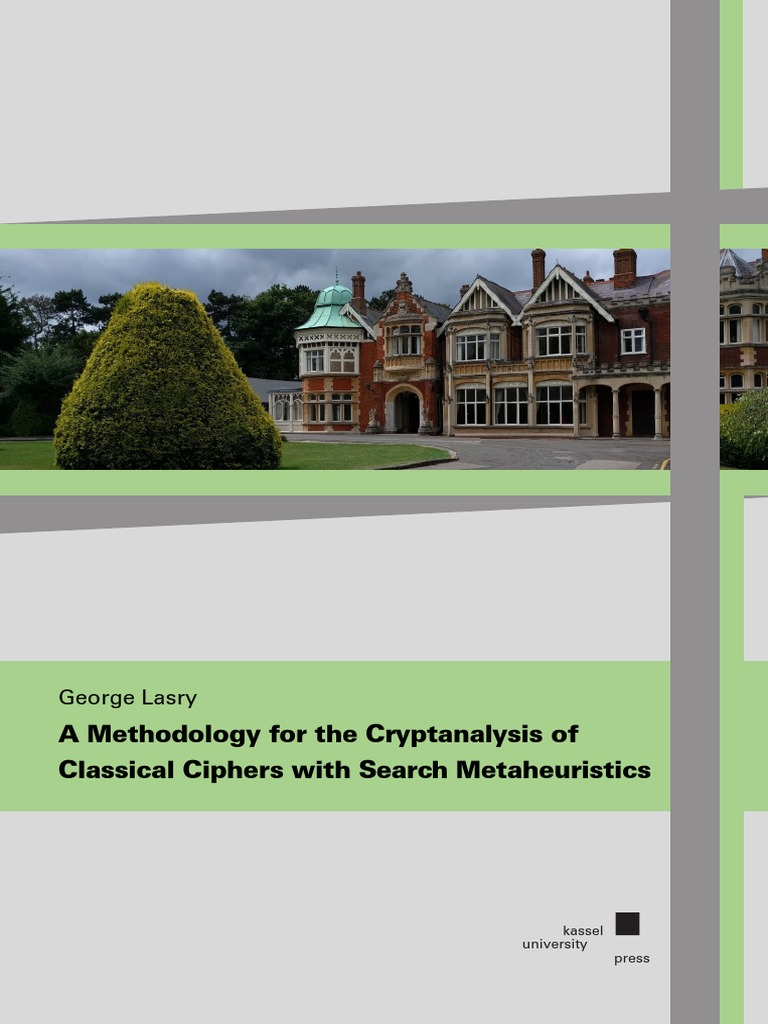 George Lasry
A Methodology for the Cryptanalysis of
Classical Ciphers with Search Metaheuristics
kassel
university
press